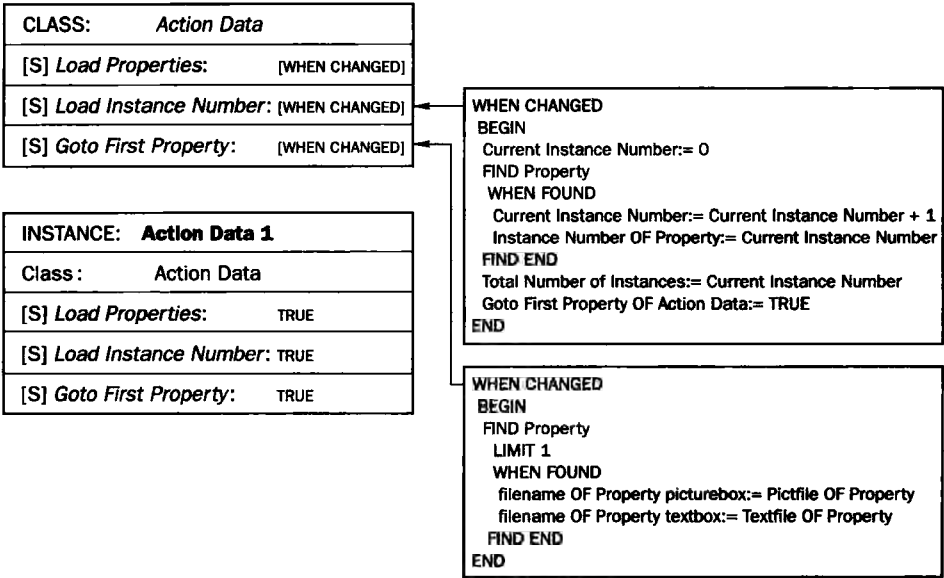 CLASS: Action Data
[S] Load Properties: [WHEN CHANGED]
[S] Load Instance Number: [WHEN CHANGED]
[S] Goto First Property: [WHEN CHANGED]
INSTANCE: Action Data 1
Class : Action Data
[S] Load Properties: TRUE
[S] Load Instance Number: TRUE
[S] Goto First Property: TRUE
WHEN CHANGED
BEGIN
Current Instance Number:= 0
FIND Property
WHEN FOUND
Current Instance Number:= Current Instance Number + 1
Instance Number OF Property:= Current Instance Number
FIND END
Total Number of Instances:= Current Instance Number
Goto First Property OF Action Data:= TRUE
END
WHEN CHANGED
BEGIN
FIND Property
LIMIT 1
WHEN FOUND
filename OF Property picturebox:= Pictfile OF Property
filename OF Property textbox:= Textfile OF Property
FIND END
END